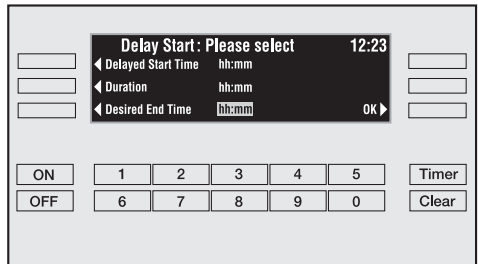 Delay Start: Please select 12:23
Delayed Start Time hh:mm
Duration hh:mm
Desired End Time hh:mm OK
ON 1 2 3 4 5 Timer
OFF 6 7 8 9 0 Clear